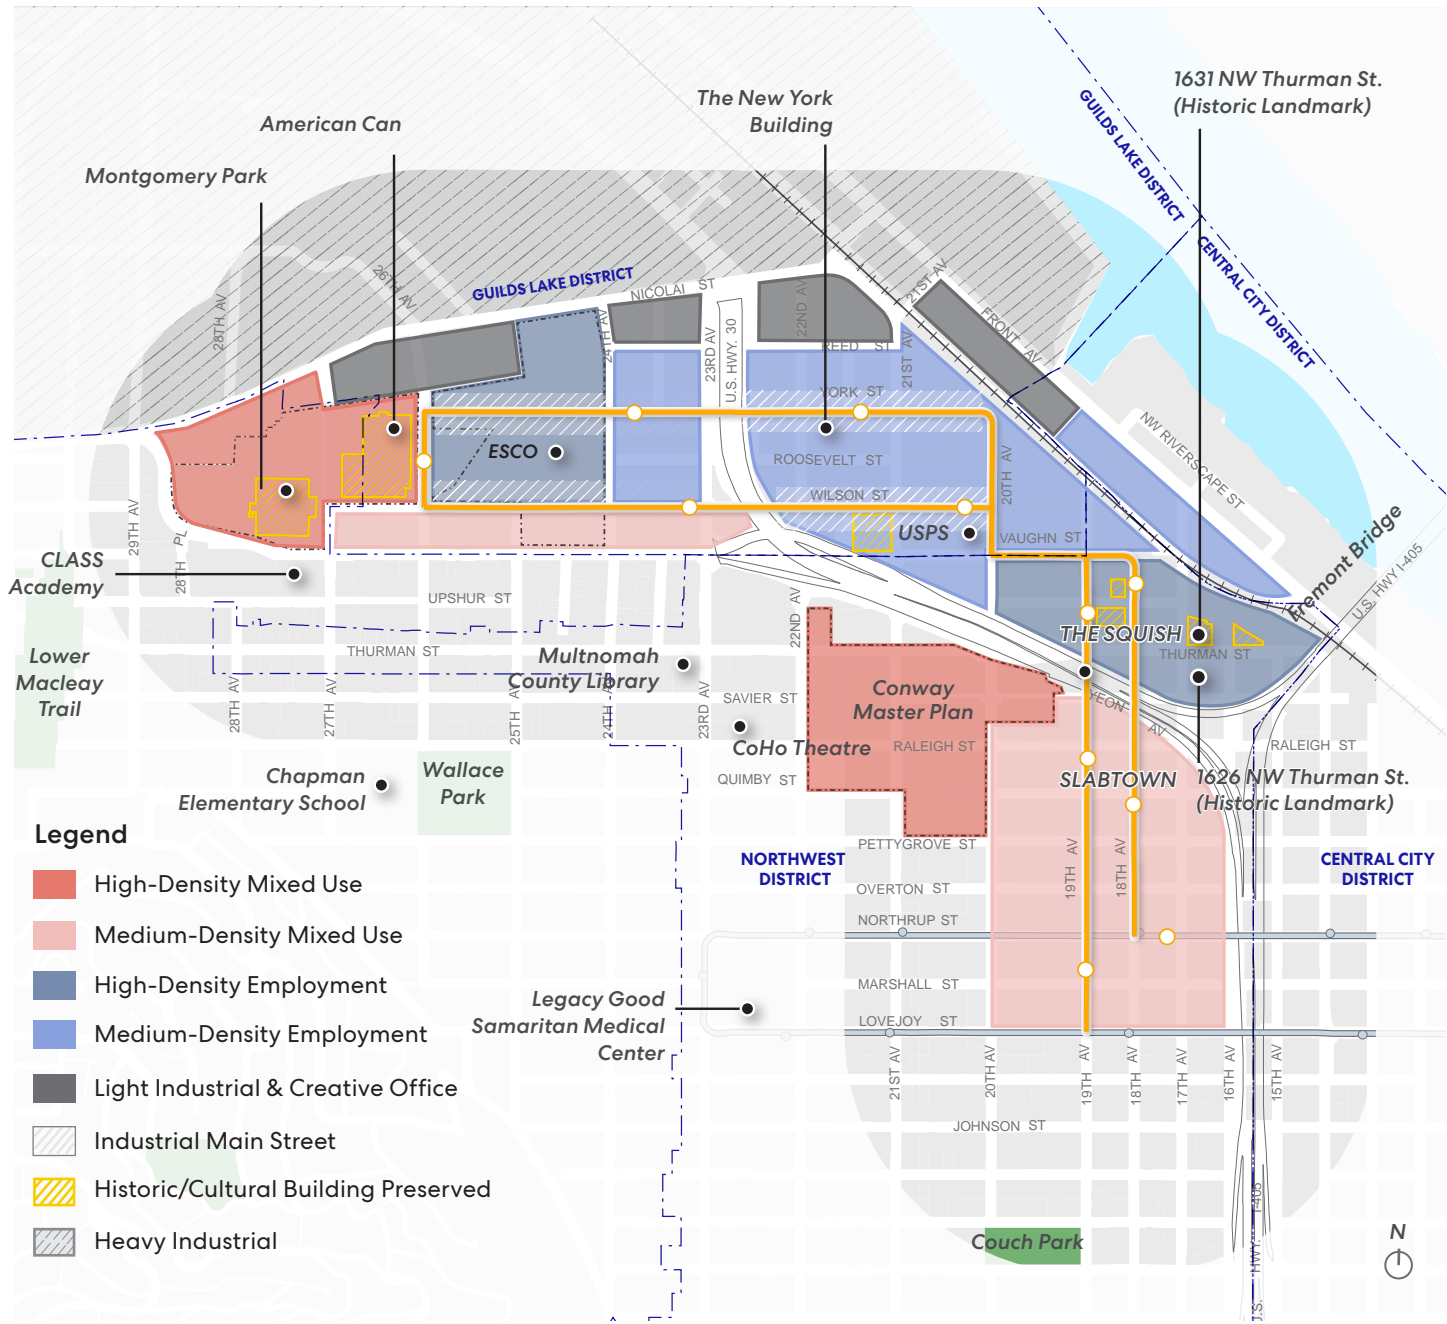 1631 NW Thurman St.
(Historic Landmark)
The New York
Building
American Can
Montgomery Park
GUILDS LAKE DISTRICT
CENTRAL CITY DISTRICT
GUILDS LAKE DISTRICT
26TH AV
28TH AV
NICOLAI ST
24TH AV
23RD AV
U.S. HWY. 30
22ND AV
21ST AV
FRONT AV
REED ST
21ST AV
YORK ST
NW RIVERSCAPE ST
ESCO
ROOSEVELT ST
20TH AV
WILSON ST
USPS
VAUGHN ST
29TH AV
28TH PL
CLASS
Academy
Fremont Bridge
U.S. HWY I-405
UPSHUR ST
22ND AV
THE SQUISH
THURMAN ST
THURMAN ST
Multnomah
County Library
Lower
Macleay
Trail
28TH AV
27TH AV
25TH AV
24TH AV
23RD AV
SAVIER ST
Conway
Master Plan
YEON AV
CoHo Theatre
RALEIGH ST
RALEIGH ST
QUIMBY ST
SLABTOWN
1626 NW Thurman St.
(Historic Landmark)
Chapman
Elementary School
Wallace
Park
PETTYGROVE ST
NORTHWEST
DISTRICT
CENTRAL CITY
DISTRICT
19TH AV
18TH AV
OVERTON ST
NORTHRUP ST
MARSHALL ST
LOVEJOY ST
Legacy Good
Samaritan Medical
Center
21ST AV
20TH AV
19TH AV
18TH AV
17TH AV
16TH AV
15TH AV
JOHNSON ST
Couch Park
U.S. HWY. I-405
N
Legend
High-Density Mixed Use
Medium-Density Mixed Use
High-Density Employment
Medium-Density Employment
Light Industrial & Creative Office
Industrial Main Street
Historic/Cultural Building Preserved
Heavy Industrial